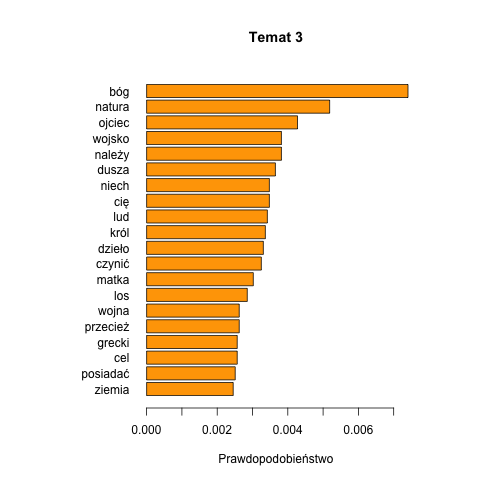 Temat 3
bóg
natura
ojciec
wojsko
należy
dusza
niech
cię
lud
król
dzieło
czynić
matka
los
wojna
przecież
grecki
cel
posiadać
ziemia
0.000 0.002 0.004 0.006
Prawdopodobieństwo